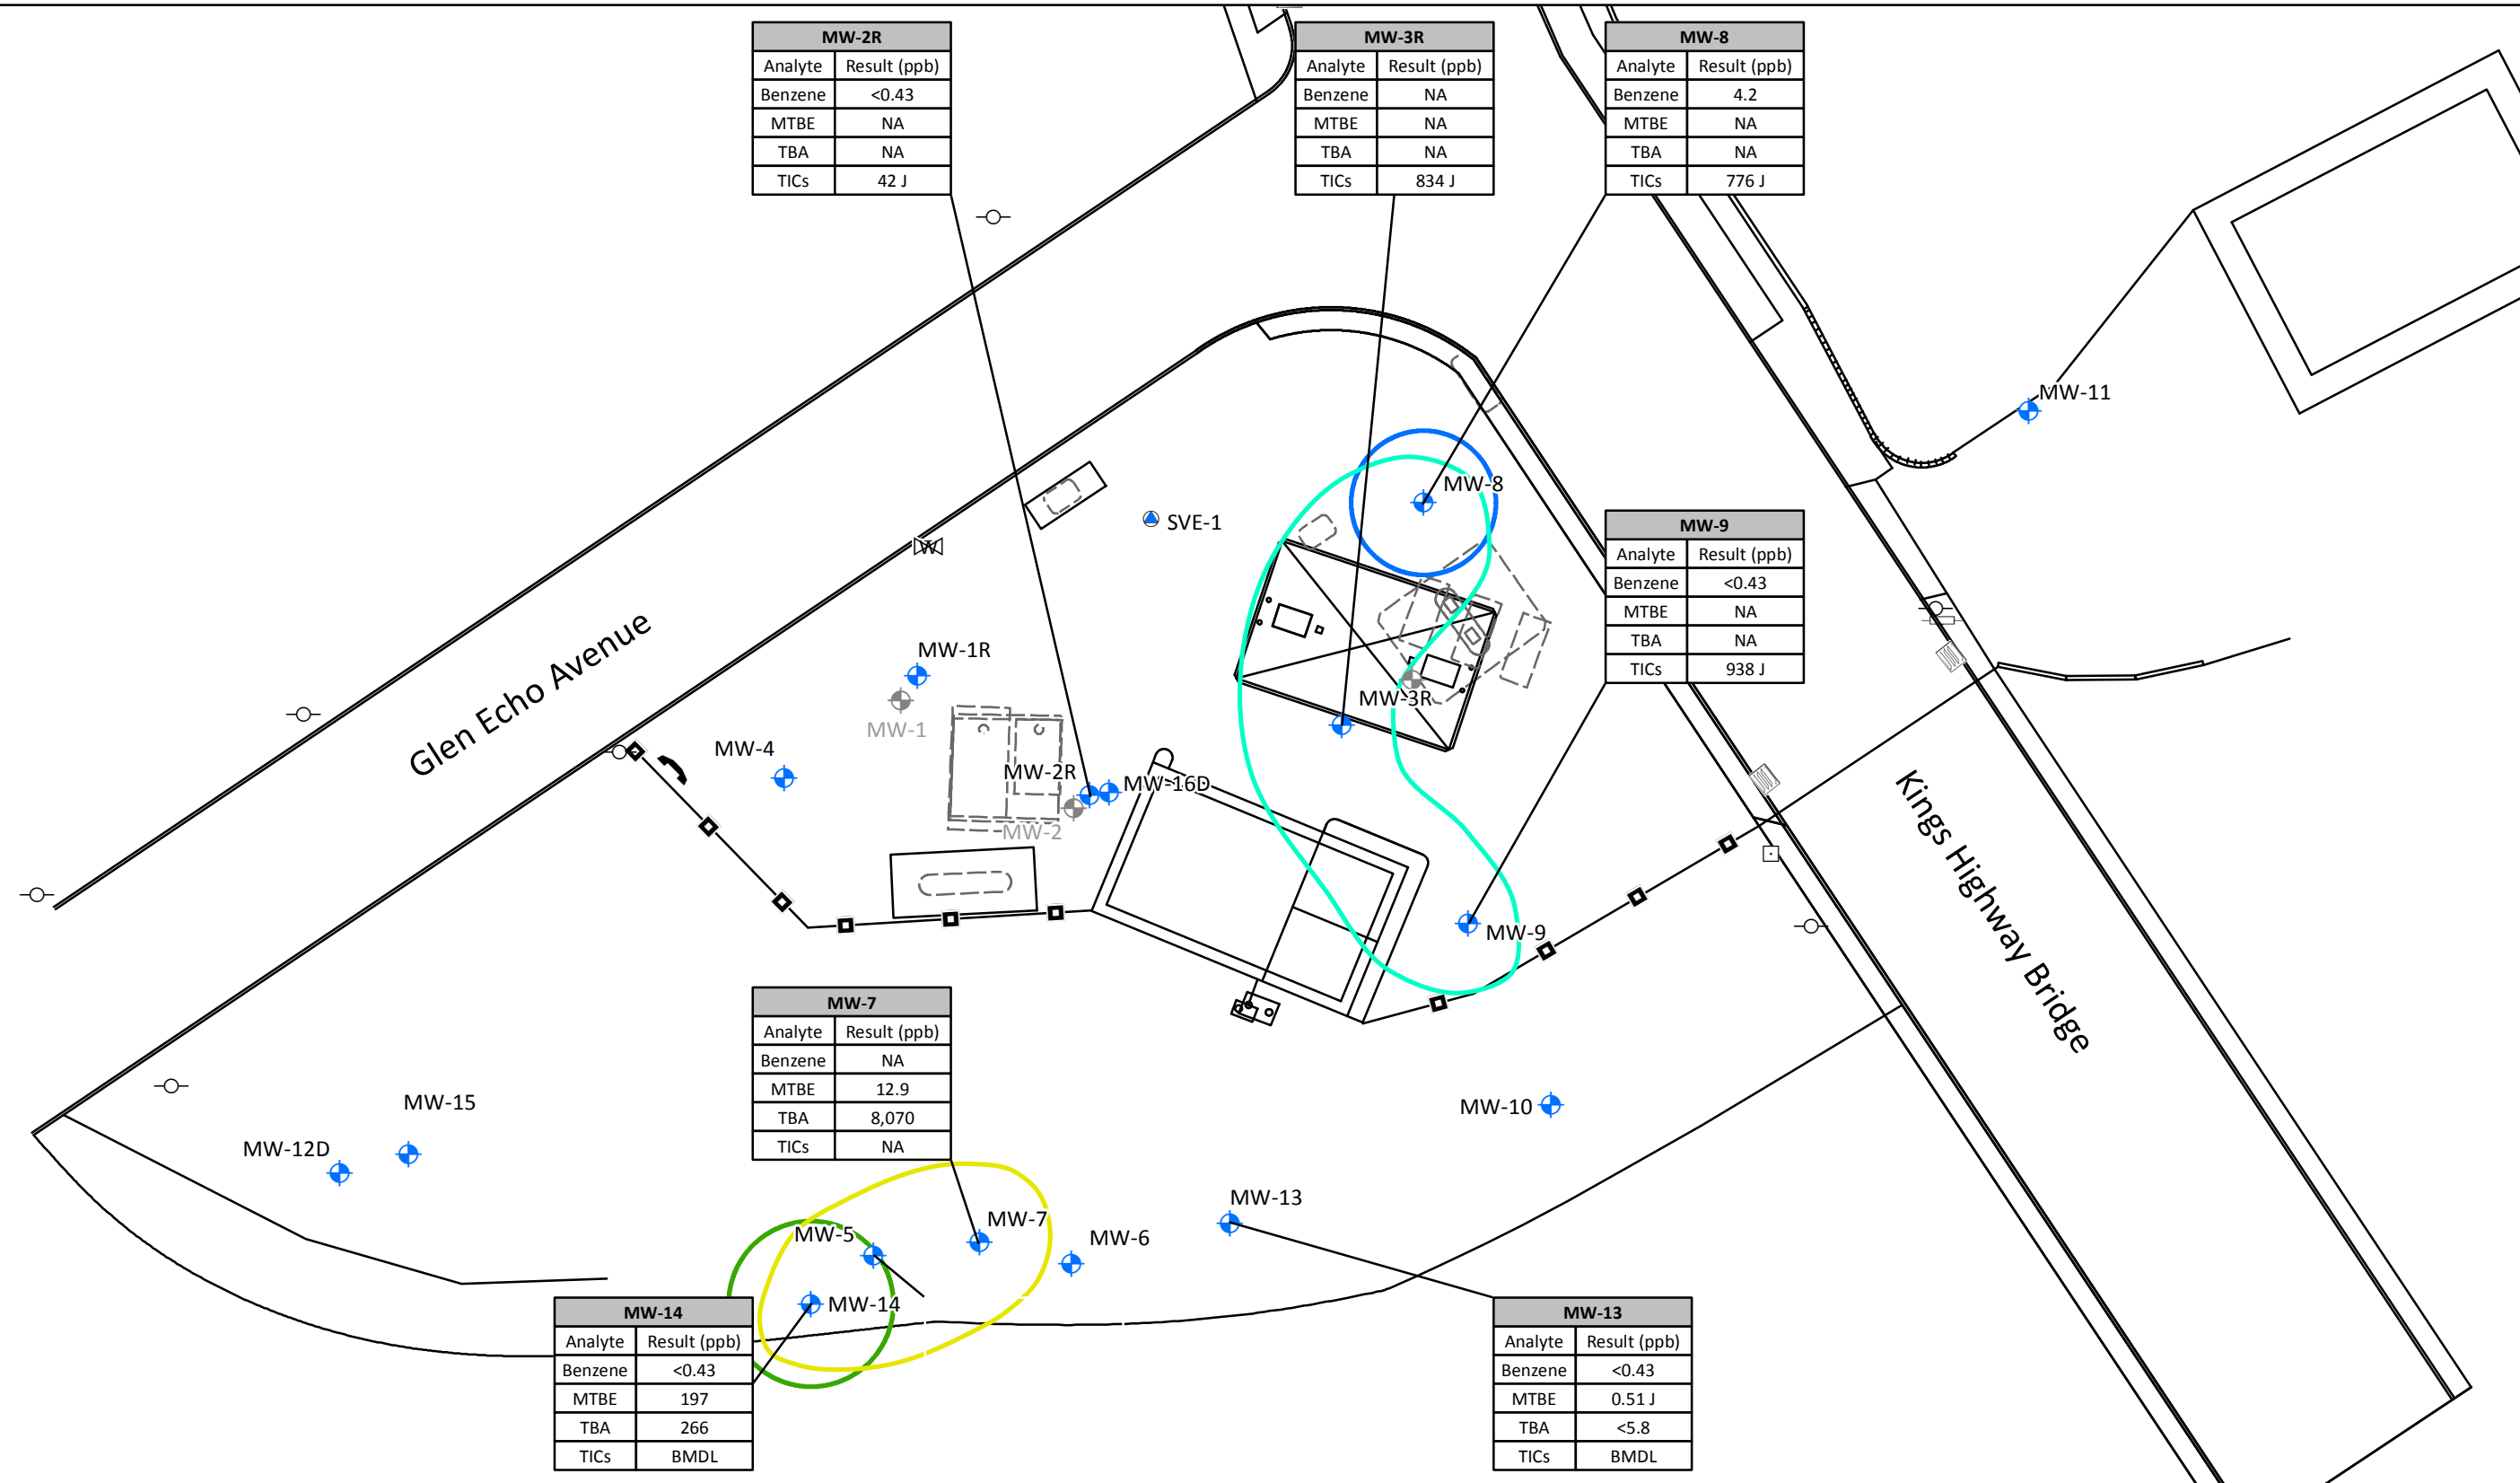 MW-2R
Analyte Result (ppb)
Benzene <0.43
MTBE NA
TBA NA
TICs 42 J
MW-3R
Analyte Result (ppb)
Benzene NA
MTBE NA
TBA NA
TICs 834 J
MW-8
Analyte Result (ppb)
Benzene 4.2
MTBE NA
TBA NA
TICs 776 J
MW-11
MW-8
SVE-1
W
MW-9
Analyte Result (ppb)
Benzene <0.43
MTBE NA
TBA NA
TICs 938 J
Glen Echo Avenue
MW-1R
MW-1
MW-3R
MW-4
MW-2R
MW-16D
MW-2
Kings Highway Bridge
MW-9
MW-7
Analyte Result (ppb)
Benzene NA
MTBE 12.9
TBA 8,070
TICs NA
MW-15
MW-10
MW-12D
MW-13
MW-7
MW-5
MW-6
MW-14
MW-14
Analyte Result (ppb)
Benzene <0.43
MTBE 197
TBA 266
TICs BMDL
MW-13
Analyte Result (ppb)
Benzene <0.43
MTBE 0.51 J
TBA <5.8
TICs BMDL